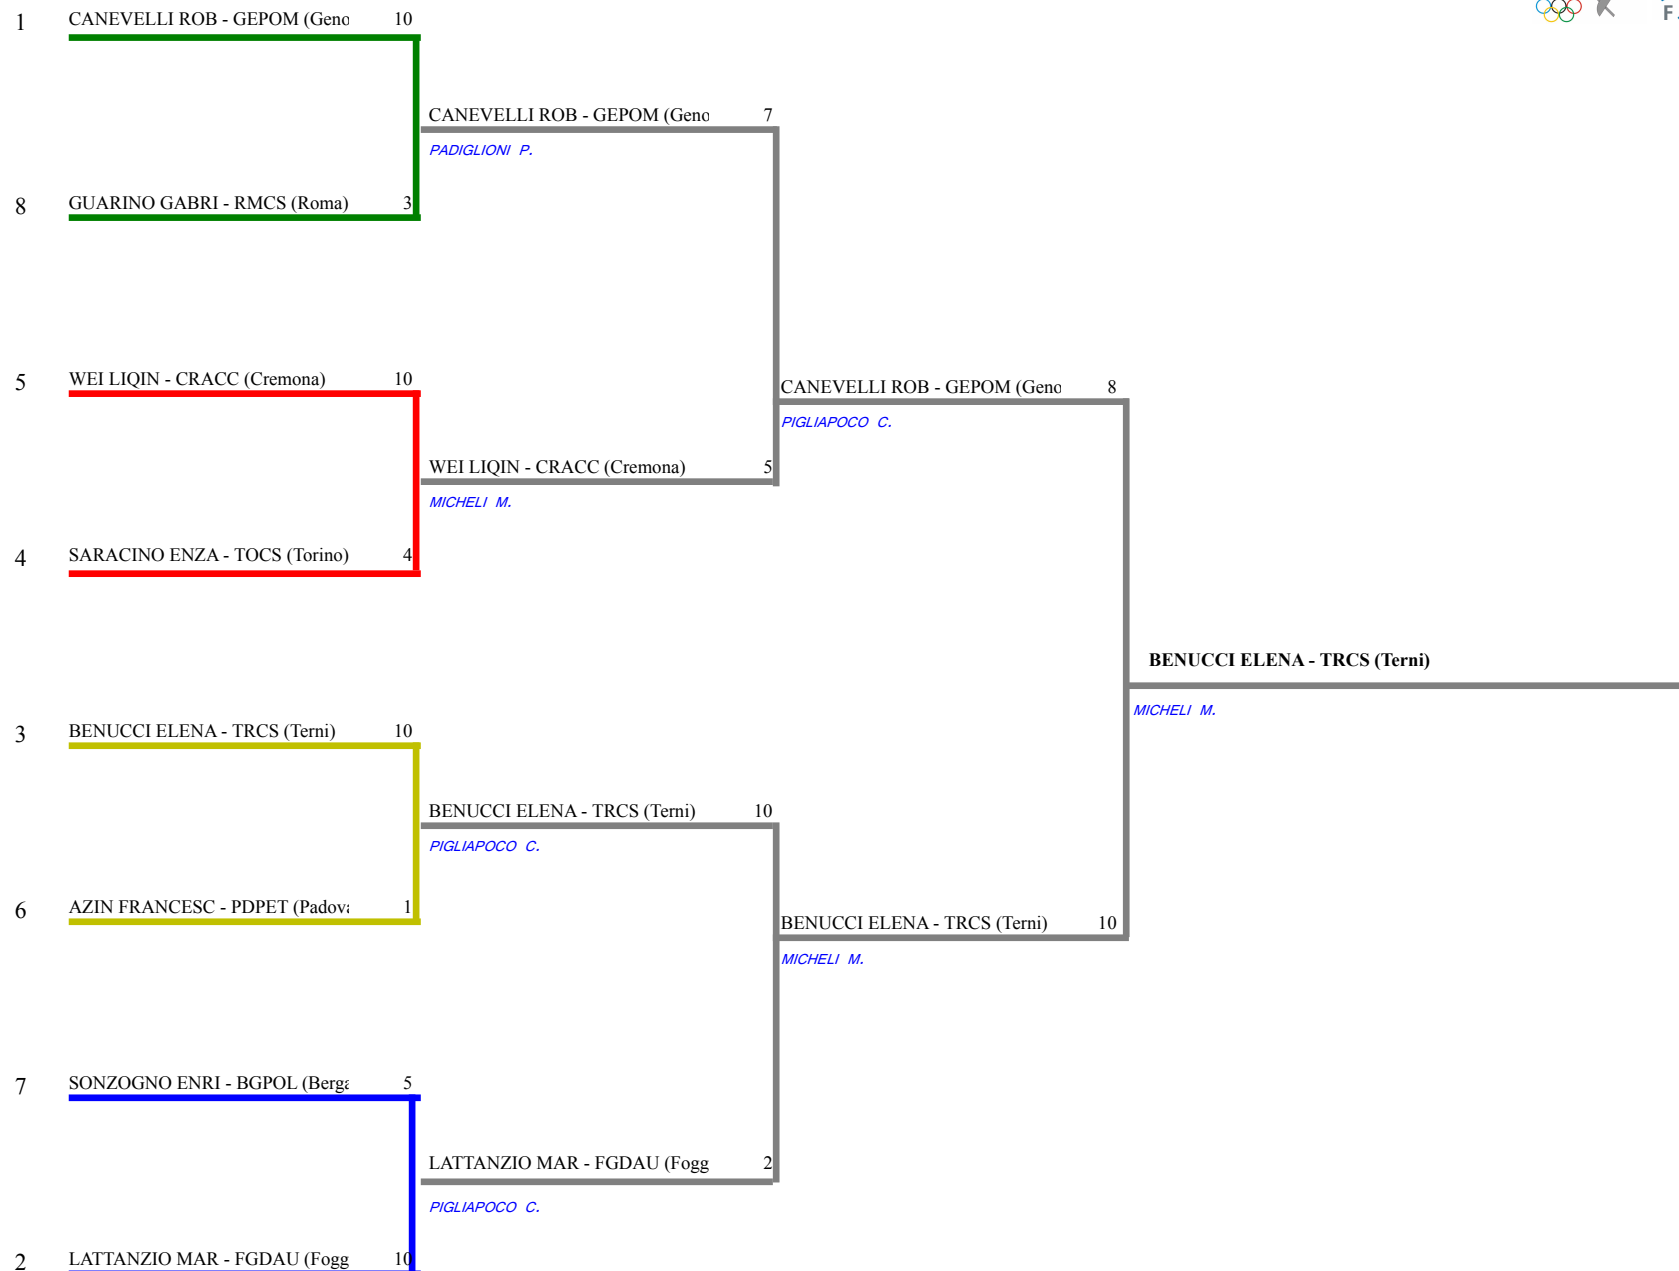 1 CANEVELLI ROB - GEPOM (Geno 10
F
CANEVELLI ROB - GEPOM (Geno 7
PADIGLIONI P.
8 GUARINO GABRI - RMCS (Roma) 3
5 WEI LIQIN - CRACC (Cremona) 10
CANEVELLI ROB - GEPOM (Geno 8
PIGLIAPOCO C.
WEI LIQIN - CRACC (Cremona) 5
MICHELI M.
4 SARACINO ENZA - TOCS (Torino) 4
BENUCCI ELENA - TRCS (Terni)
MICHELI M.
3 BENUCCI ELENA - TRCS (Terni) 10
BENUCCI ELENA - TRCS (Terni) 10
PIGLIAPOCO C.
6 AZIN FRANCESC - PDPET (Padova 1
BENUCCI ELENA - TRCS (Terni) 10
MICHELI M.
7 SONZOGNO ENRI - BGPOL (Berga 5
LATTANZIO MAR - FGDAU (Fogg 2
PIGLIAPOCO C.
2 LATTANZIO MAR - FGDAU (Fogg 10